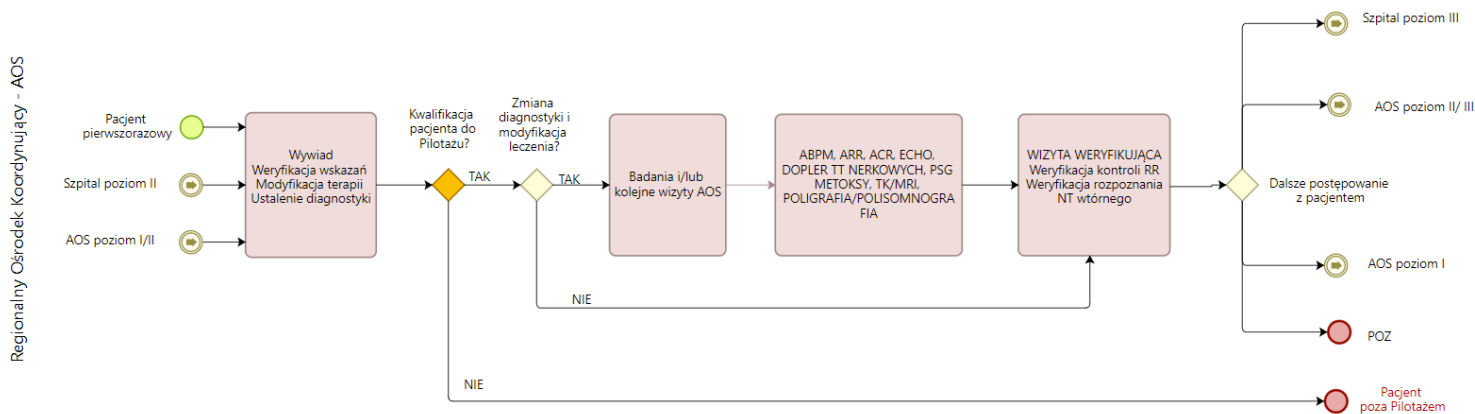 Regionalny Ośrodek Koordynujący - AOS
Pacjent
pierwszorazowy
Szpital poziom II
AOS poziom I/II
Wywiad
Weryfikacja wskazań
Modyfikacja terapii
Ustalenie diagnostyki
Kwalifikacja
pacjenta do
Pilotażu?
TAK
NIE
Zmiana
diagnostyki i
modyfikacja
leczenia?
TAK
NIE
Badania i/lub
kolejne wizyty AOS
ABPM, ARR, ACR, ECHO,
DOPLER TT NERKOWYCH, PSG
METOKSY, TK/MRI,
POLIGRAFIA/POLISOMNOGRA
FIA
WIZYTA WERYFIKUJĄCA
Weryfikacja kontroli RR
Weryfikacja rozpoznania
NT wtórnego
Dalsze postępowanie
z pacjentem
Szpital poziom III
AOS poziom II/ III
AOS poziom I
POZ
Pacjent
poza Pilotażem